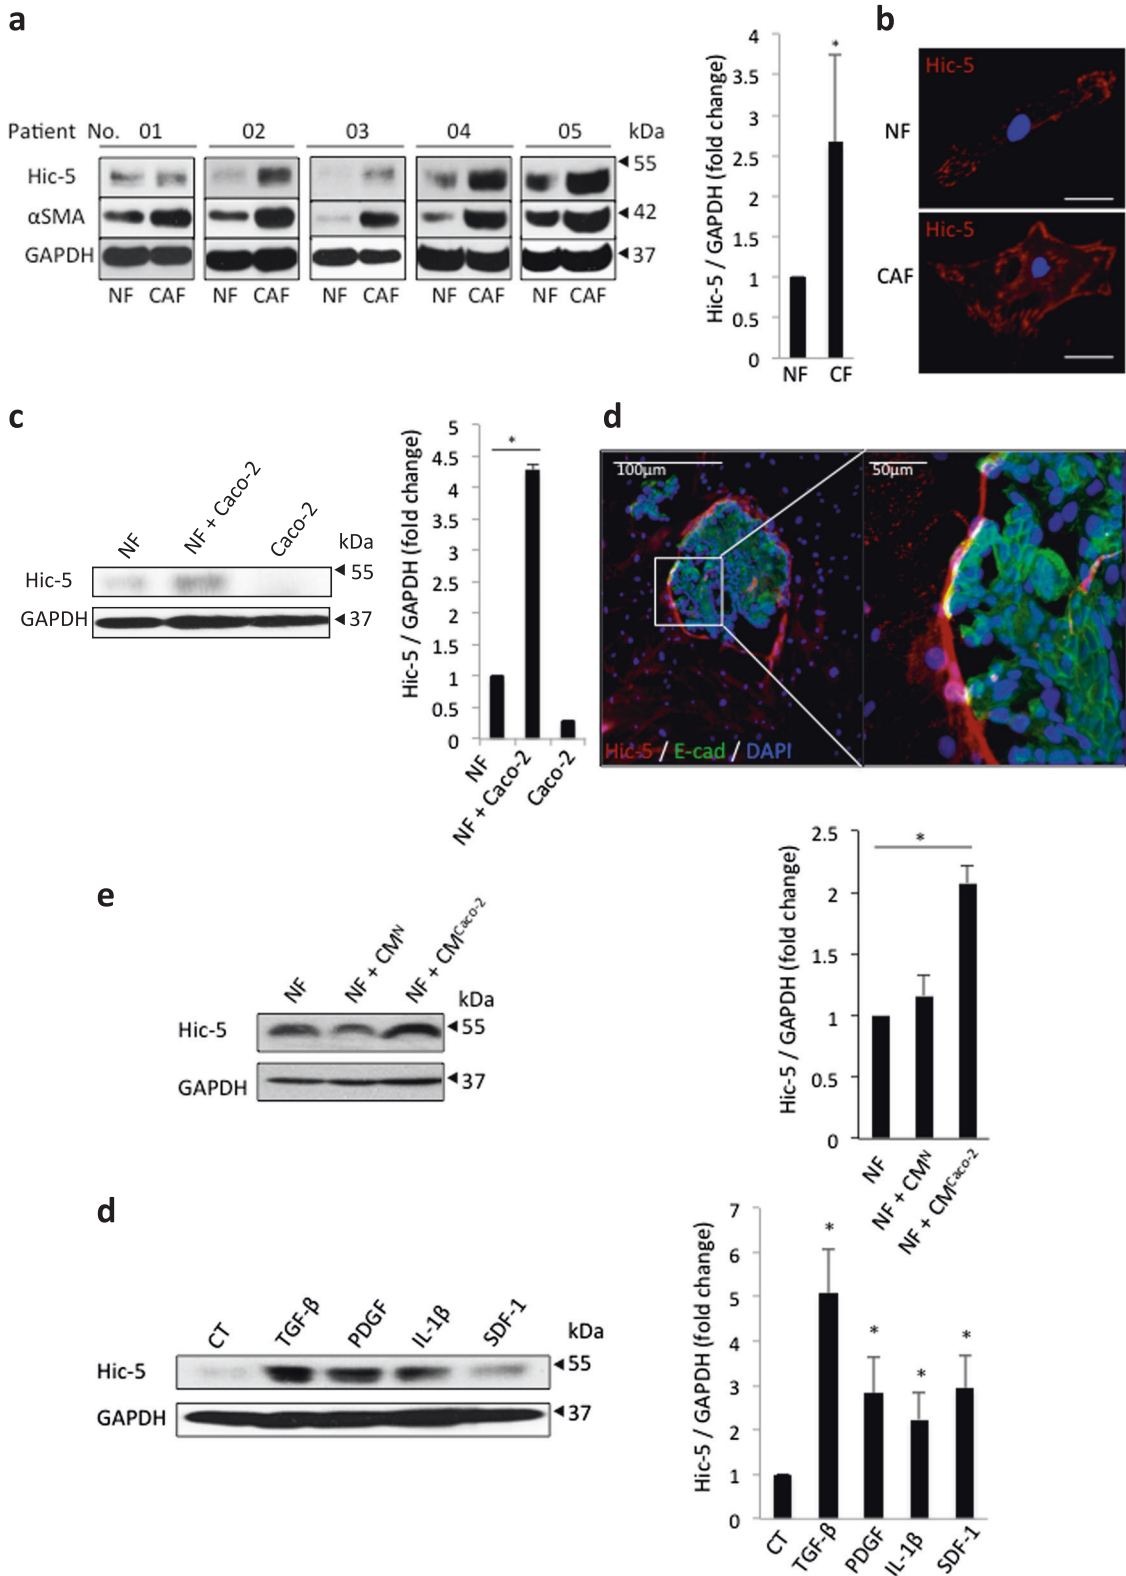 a
Patient No. 01 02 03 04 05 kDa
Hic-5
55
αSMA
42
GAPDH
37
NF CAF NF CAF NF CAF NF CAF NF CAF
Hic-5 / GAPDH (fold change)
4
3.5
3
2.5
2
1.5
1
0.5
0
*
NF CF
b
NF
Hic-5
CAF
Hic-5
c
NF
NF + Caco-2
Caco-2
kDa
Hic-5
55
GAPDH
37
Hic-5 / GAPDH (fold change)
5
4.5
4
3.5
3
2.5
2
1.5
1
0.5
0
*
NF
NF + Caco-2
Caco-2
d
100μm
50μm
Hic-5 / E-cad / DAPI
e
NF
NF + CMᴺ
NF + CM^Caco-2
kDa
Hic-5
55
GAPDH
37
Hic-5 / GAPDH (fold change)
2.5
2
1.5
1
0.5
0
*
NF
NF + CMᴺ
NF + CM^Caco-2
d
CT
TGF-β
PDGF
IL-1β
SDF-1
kDa
Hic-5
55
GAPDH
37
Hic-5 / GAPDH (fold change)
7
6
5
4
3
2
1
0
* * * *
CT
TGF-β
PDGF
IL-1β
SDF-1